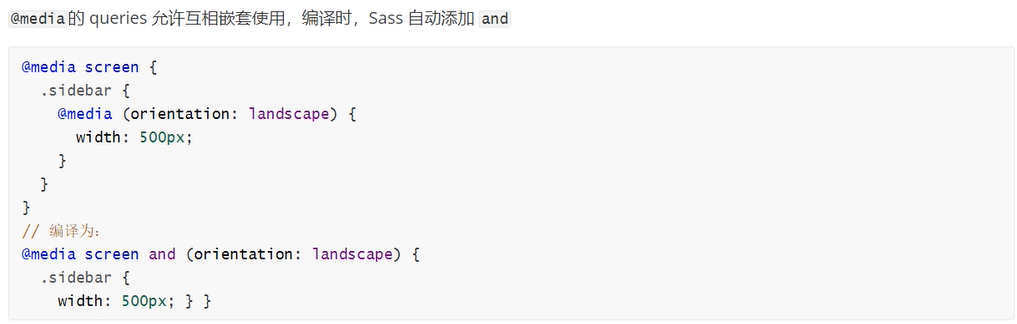 @media的 queries 允许互相嵌套使用，编译时，Sass 自动添加 and
@media screen {
  .sidebar {
    @media (orientation: landscape) {
      width: 500px;
    }
  }
}
// 编译为:
@media screen and (orientation: landscape) {
  .sidebar {
    width: 500px; } }